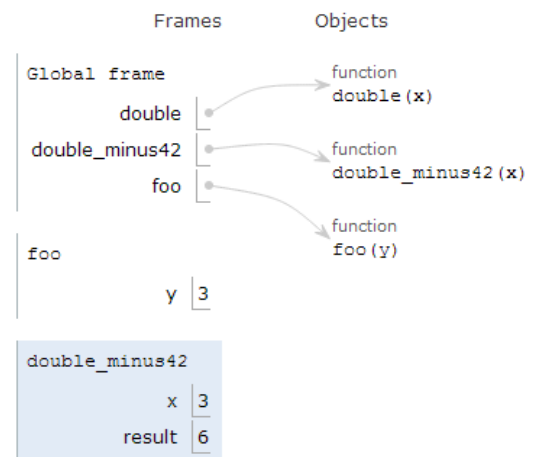 Frames Objects
Global frame
function
double(x)
double
function
double_minus42(x)
double_minus42
foo
function
foo(y)
foo
y 3
double_minus42
x 3
result 6